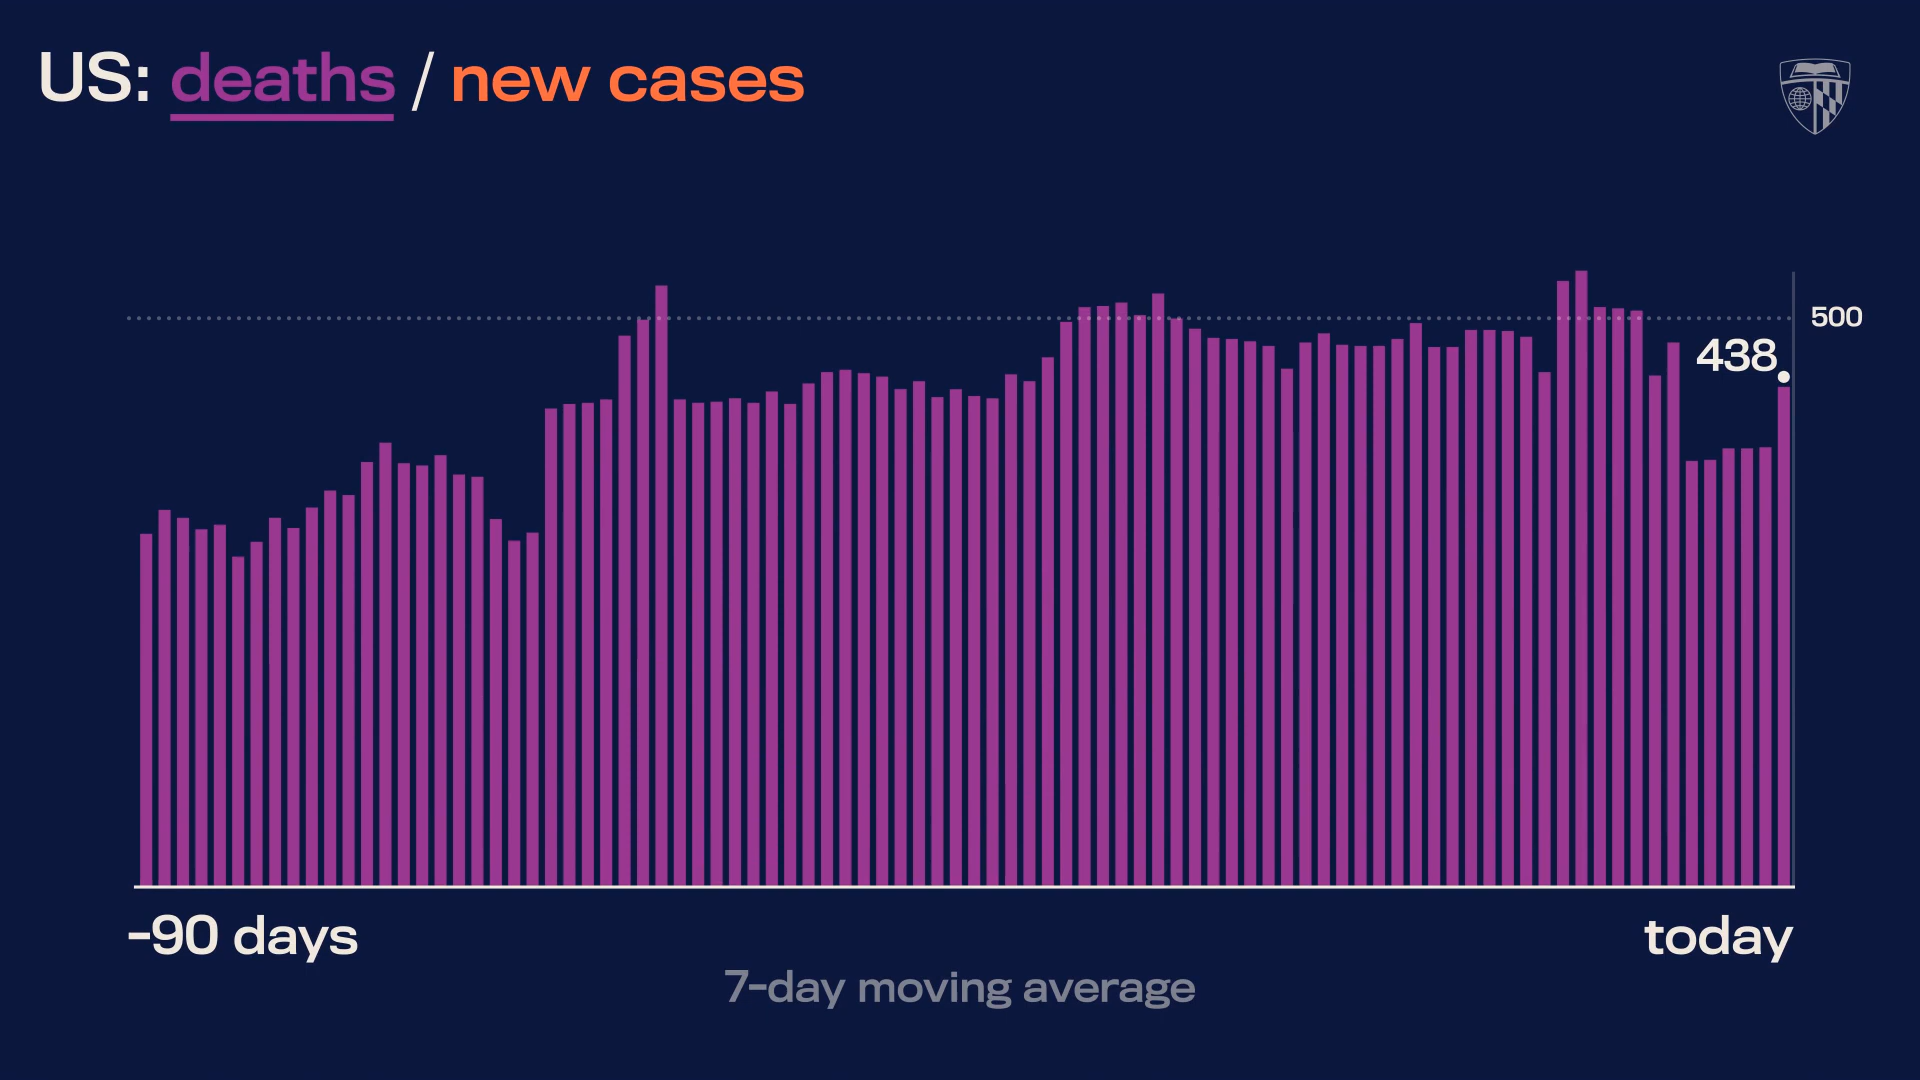 US: deaths / new cases
500
438
-90 days
today
7-day moving average